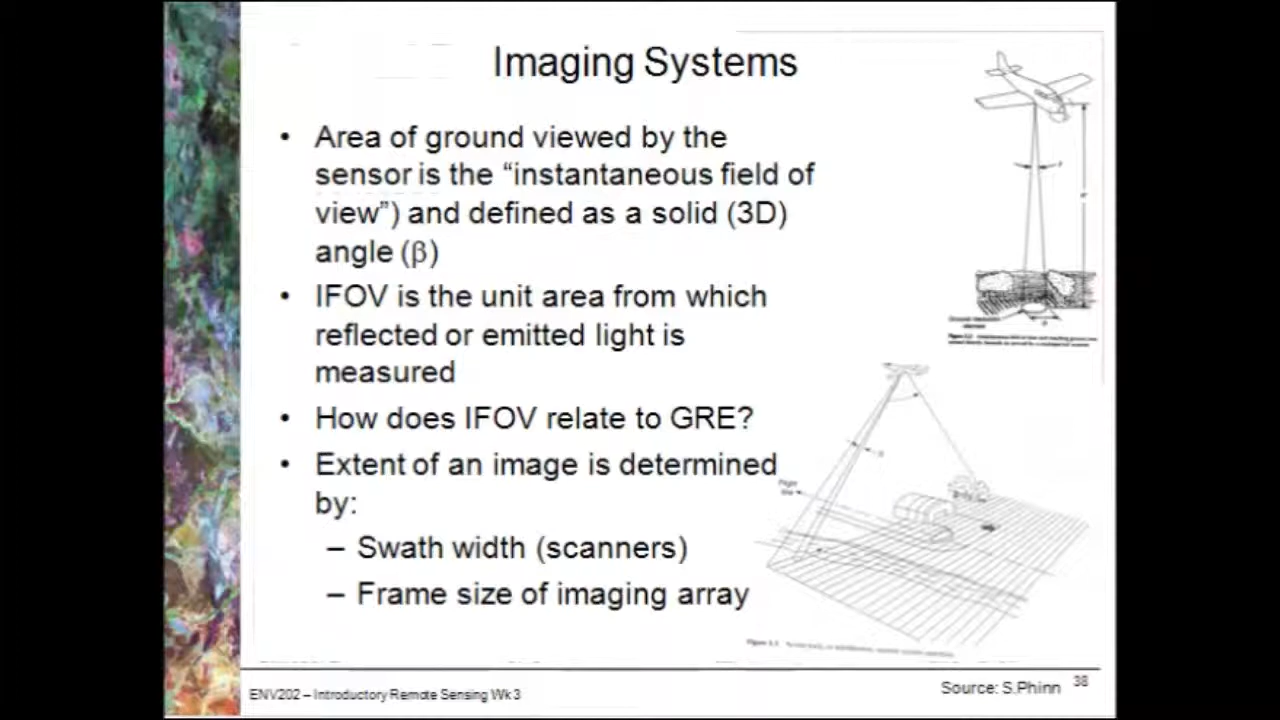 Imaging Systems
• Area of ground viewed by the
sensor is the “instantaneous field of
view”) and defined as a solid (3D)
angle (β)
• IFOV is the unit area from which
reflected or emitted light is
measured
• How does IFOV relate to GRE?
• Extent of an image is determined
by:
– Swath width (scanners)
– Frame size of imaging array
Flight
line
ENV202 – Introductory Remote Sensing Wk 3
Source: S.Phinn
38